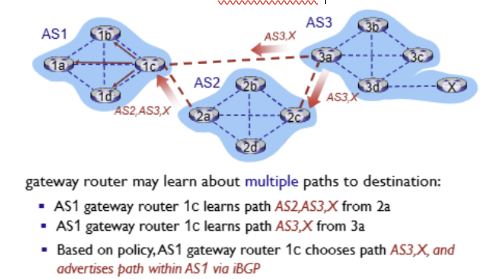 AS1
AS3
AS2
1b
1a
1c
1d
AS3,X
AS2,AS3,X
AS3,X
3b
3a
3c
3d
X
2b
2a
2c
2d
gateway router may learn about multiple paths to destination:
▪ AS1 gateway router 1c learns path AS2,AS3,X from 2a
▪ AS1 gateway router 1c learns path AS3,X from 3a
▪ Based on policy, AS1 gateway router 1c chooses path AS3,X, and
advertises path within AS1 via iBGP